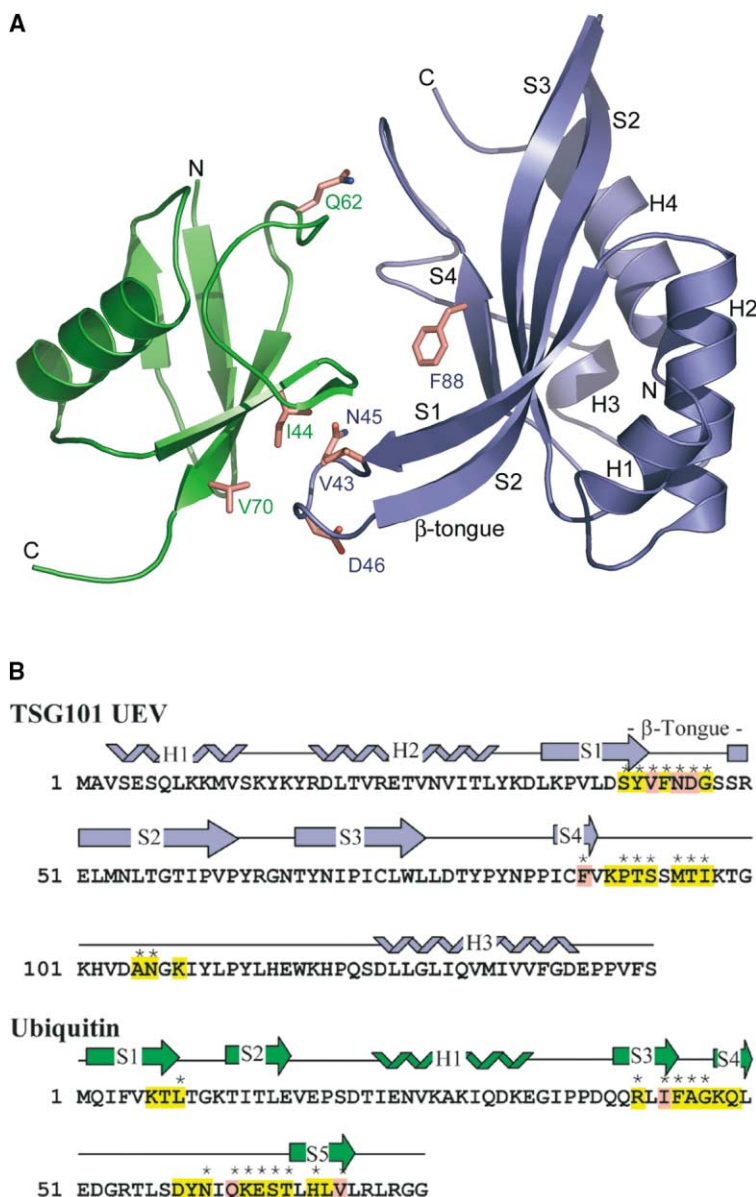 A
C
S3
S2
N
Q62
H4
S4
H2
F88
N
I44
N45
S1
H3
V43
H1
V70
S2
β-tongue
C
D46
B
TSG101 UEV
- β-Tongue -
H1 H2 S1
* * * * * * *
1 MAVSESQLKKMVSKYKYRDLTVRETVNVITLYKDLKPVLDSYVFNDGSSR
S2 S3 S4
* * * * * * *
51 ELMNLTGTIPVPYRGNTYNIPICLWLLDTYPYNPPICFVKPTSSMTIKTG
* *
H3
101 KHVDANGKIYLPYLHEWKHPQSDLLGLIQVMIVVFGDEPPVFS
Ubiquitin
S1 S2 H1 S3 S4
* * * * * *
1 MQIFVKTLTGKTITLEVEPSDTIENVKAKIQDKEGIPPDQQRLIFAGKQL
S5
* * * * * * * *
51 EDGRTLSDYNIQKESTLHLVLRLRGG